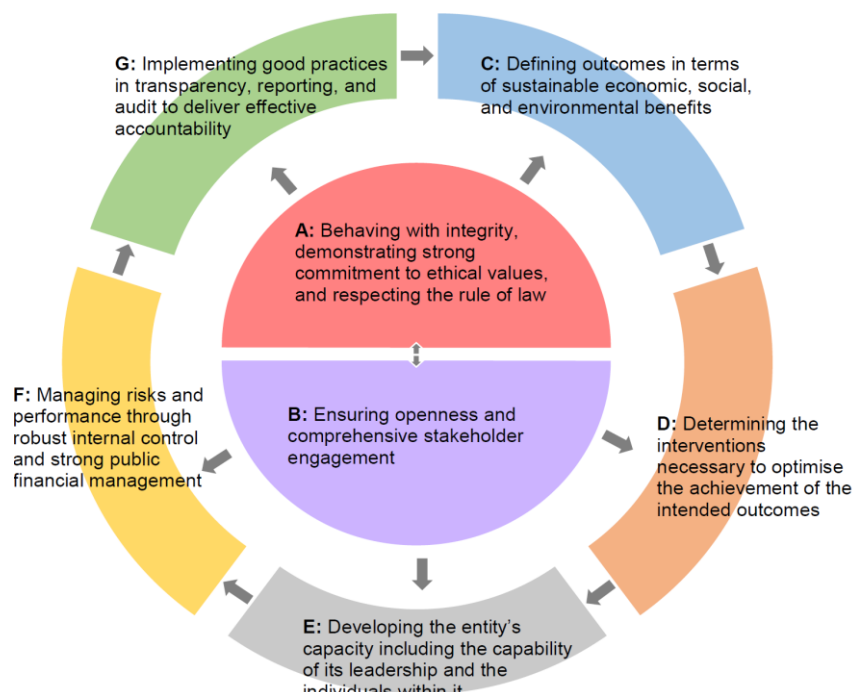 G: Implementing good practices
in transparency, reporting, and
audit to deliver effective
accountability
C: Defining outcomes in terms
of sustainable economic, social,
and environmental benefits
A: Behaving with integrity,
demonstrating strong
commitment to ethical values,
and respecting the rule of law
F: Managing risks and
performance through
robust internal control
and strong public
financial management
B: Ensuring openness and
comprehensive stakeholder
engagement
D: Determining the
interventions
necessary to optimise
the achievement of the
intended outcomes
E: Developing the entity's
capacity including the capability
of its leadership and the
individuals within it